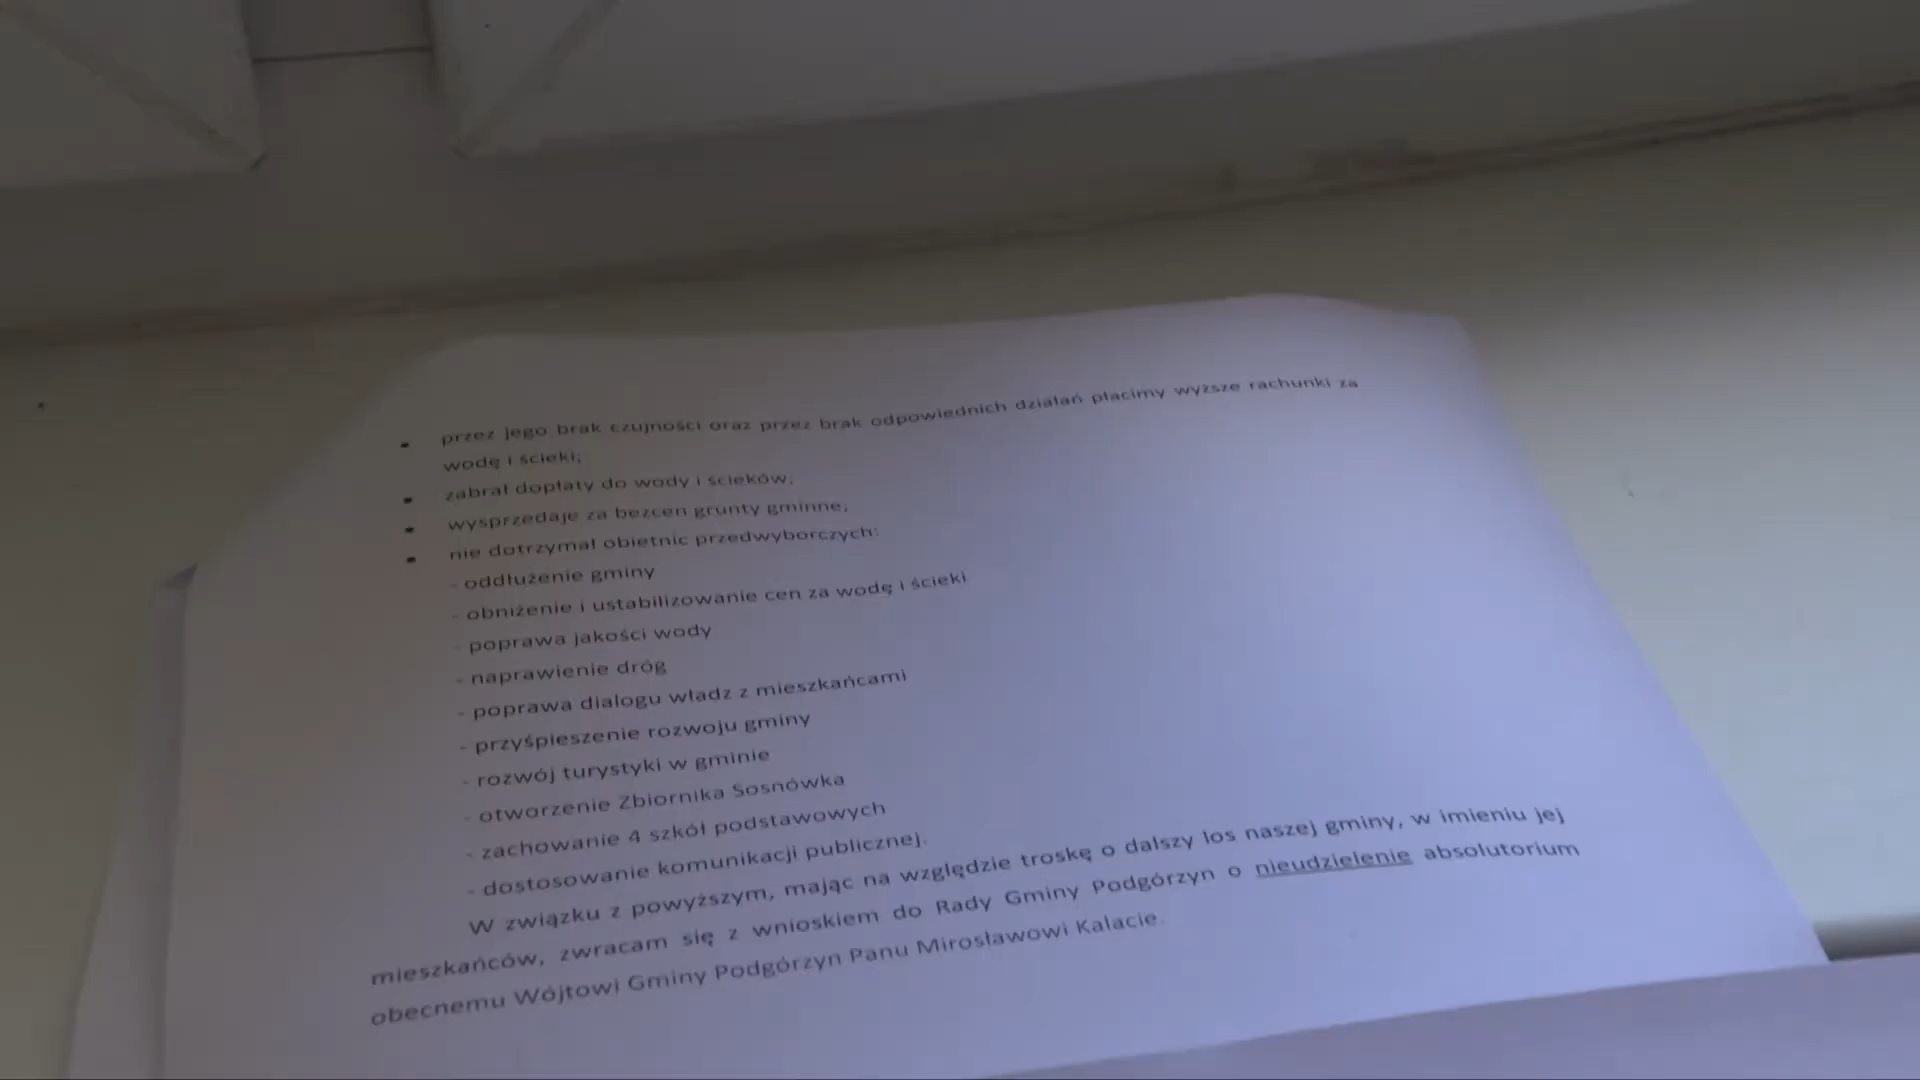 • przez jego brak czujności oraz przez brak odpowiednich działań płacimy wyższe rachunki za
wodę i ścieki;
• zabrał dopłaty do wody i ścieków;
• wysprzedaje za bezcen grunty gminne;
• nie dotrzymał obietnic przedwyborczych:
- oddłużenie gminy
- obniżenie i ustabilizowanie cen za wodę i ścieki
- poprawa jakości wody
- naprawienie dróg
- poprawa dialogu władz z mieszkańcami
- przyśpieszenie rozwoju gminy
- rozwój turystyki w gminie
- otworzenie Zbiornika Sosnówka
- zachowanie 4 szkół podstawowych
- dostosowanie komunikacji publicznej.
W związku z powyższym, mając na względzie troskę o dalszy los naszej gminy, w imieniu jej
mieszkańców, zwracam się z wnioskiem do Rady Gminy Podgórzyn o nieudzielenie absolutorium
obecnemu Wójtowi Gminy Podgórzyn Panu Mirosławowi Kalacie.